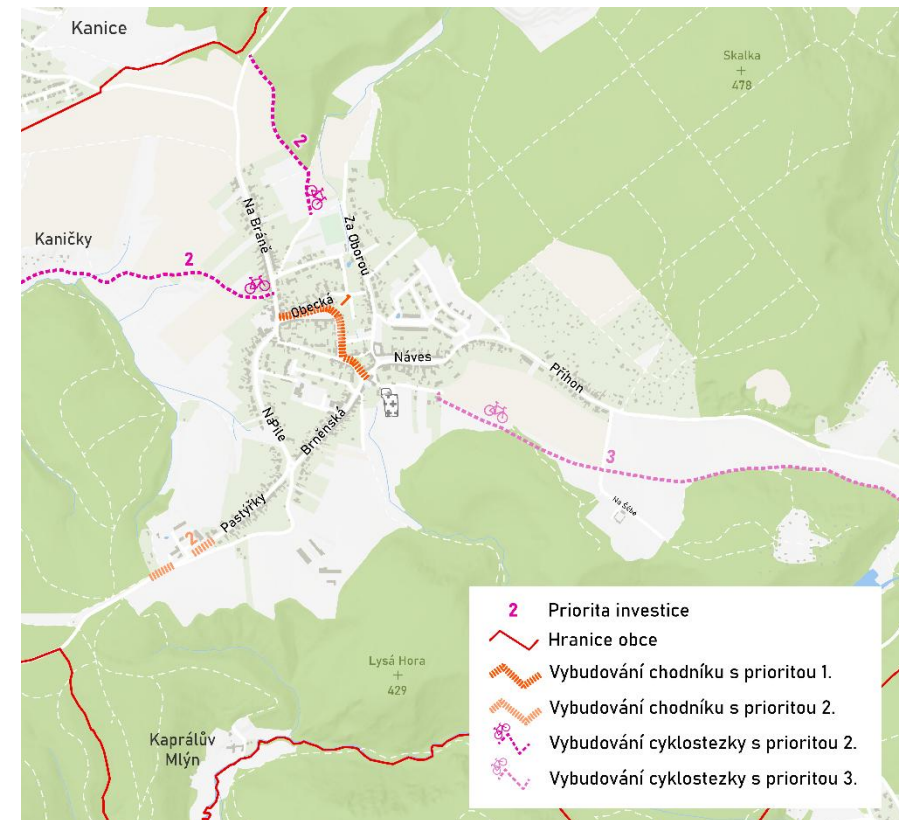 Kanice
Skalka
478
2
Na Bráně
Za Oborou
Kaničky
2
Obecká
1
Náves
Příhon
Na Pile
Brněnská
3
Na Šébe
Pastýřky
2
Lysá Hora
429
Kaprálův
Mlýn
2 Priorita investice
Hranice obce
Vybudování chodníku s prioritou 1.
Vybudování chodníku s prioritou 2.
Vybudování cyklostezky s prioritou 2.
Vybudování cyklostezky s prioritou 3.